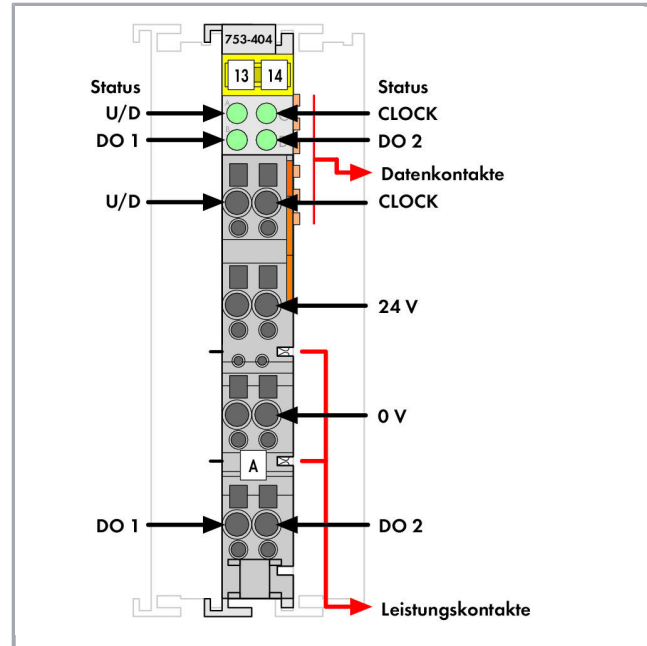 753-404
13 14
Status
Status
U/D
CLOCK
DO 1
DO 2
Datenkontakte
U/D
CLOCK
24 V
0 V
A
DO 1
DO 2
Leistungskontakte